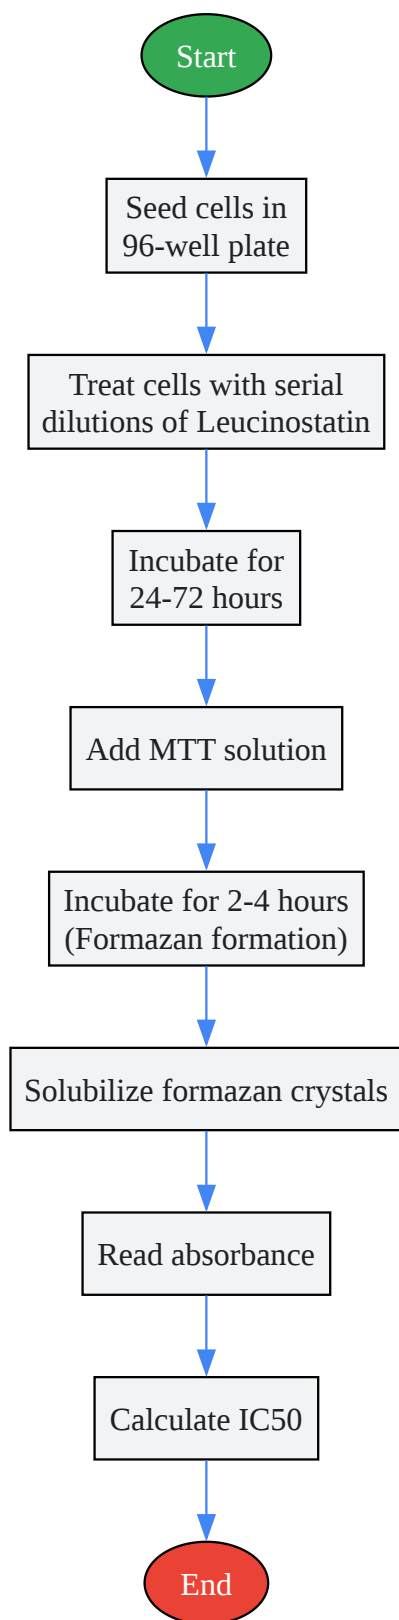 Start
Seed cells in
96-well plate
Treat cells with serial
dilutions of Leucinostatin
Incubate for
24-72 hours
Add MTT solution
Incubate for 2-4 hours
(Formazan formation)
Solubilize formazan crystals
Read absorbance
Calculate IC50
End